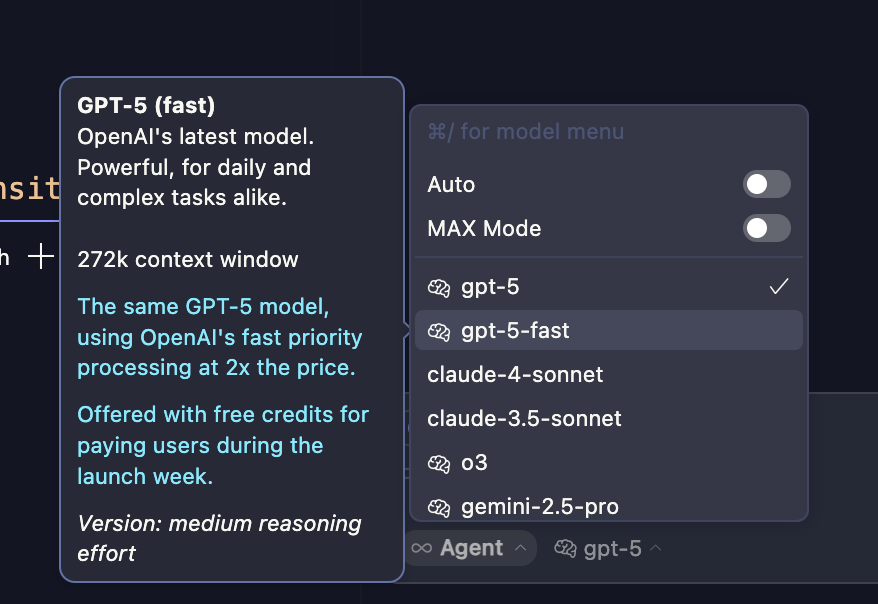 GPT-5 (fast)
OpenAI's latest model.
Powerful, for daily and
complex tasks alike.
272k context window
The same GPT-5 model,
using OpenAI's fast priority
processing at 2x the price.
Offered with free credits for
paying users during the
launch week.
Version: medium reasoning
effort
⌘/ for model menu
Auto
MAX Mode
gpt-5
gpt-5-fast
claude-4-sonnet
claude-3.5-sonnet
o3
gemini-2.5-pro
∞ Agent
gpt-5